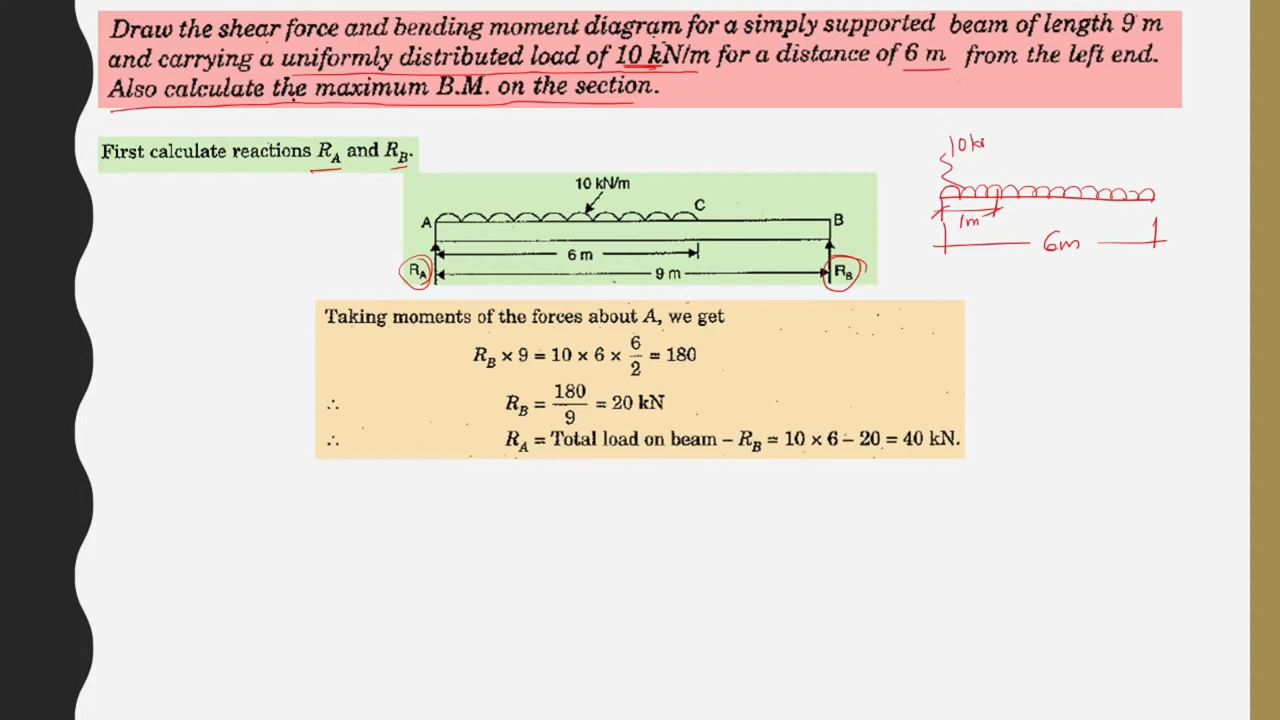 Draw the shear force and bending moment diagram for a simply supported beam of length 9 m
and carrying a uniformly distributed load of 10 kN/m for a distance of 6 m from the left end.
Also calculate the maximum B.M. on the section.
First calculate reactions R_A and R_B.
10 kN/m
A
C
B
6 m
R_A
9 m
R_B
10 k
1m
6m
Taking moments of the forces about A, we get
R_B × 9 = 10 × 6 × 6/2 = 180
∴ R_B = 180/9 = 20 kN
∴ R_A = Total load on beam – R_B = 10 × 6 – 20 = 40 kN.